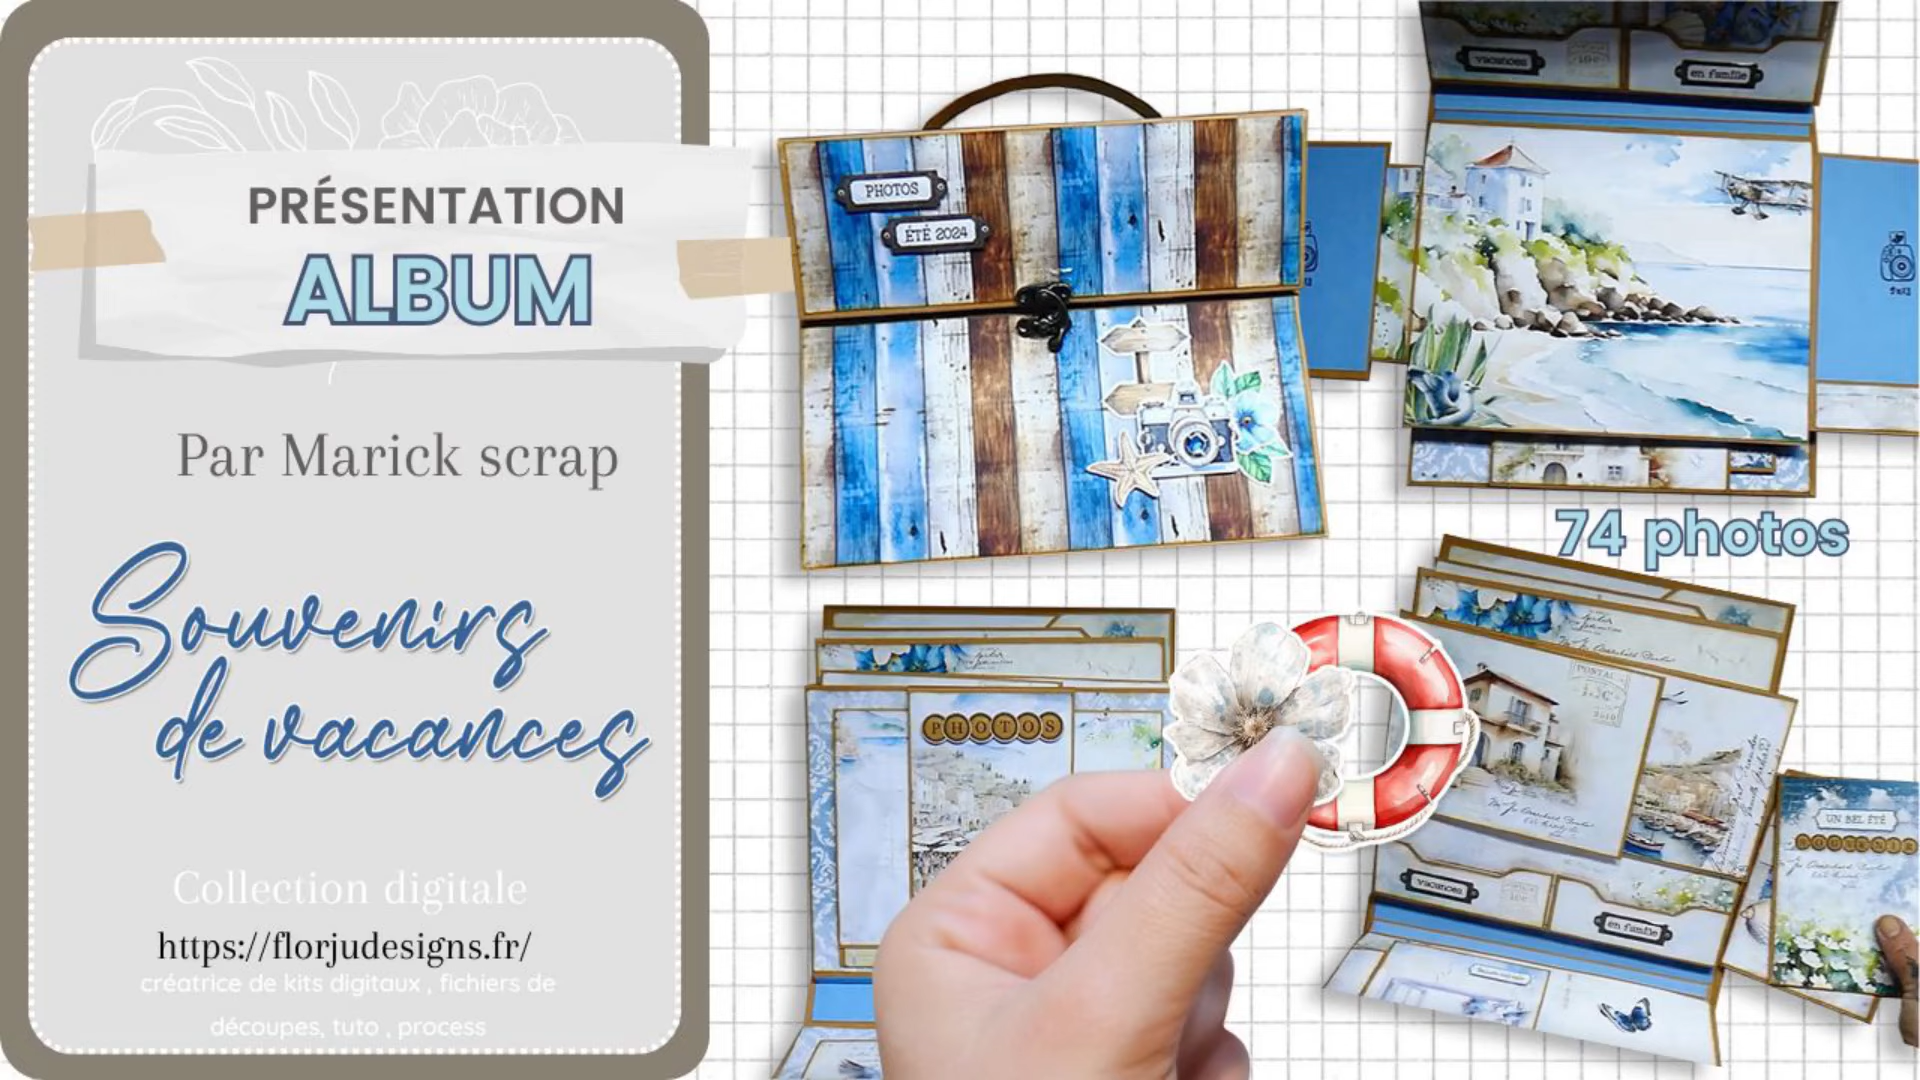 PRÉSENTATION
ALBUM
Par Marick scrap
Souvenirs
de vacances
Collection digitale
https://florjudesigns.fr/
créatrice de kits digitaux , fichiers de
découpes, tuto , process
PHOTOS
ÉTÉ 2024
vacances
en famille
74 photos
PHOTOS
POSTAL
UN BEL ÉTÉ
SOUVENIR
vacances
en famille